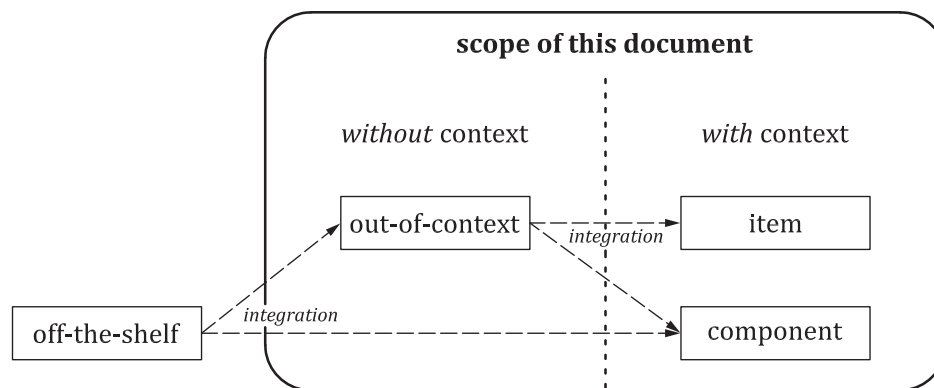 scope of this document
without context
with context
out-of-context
integration
item
integration
off-the-shelf
component